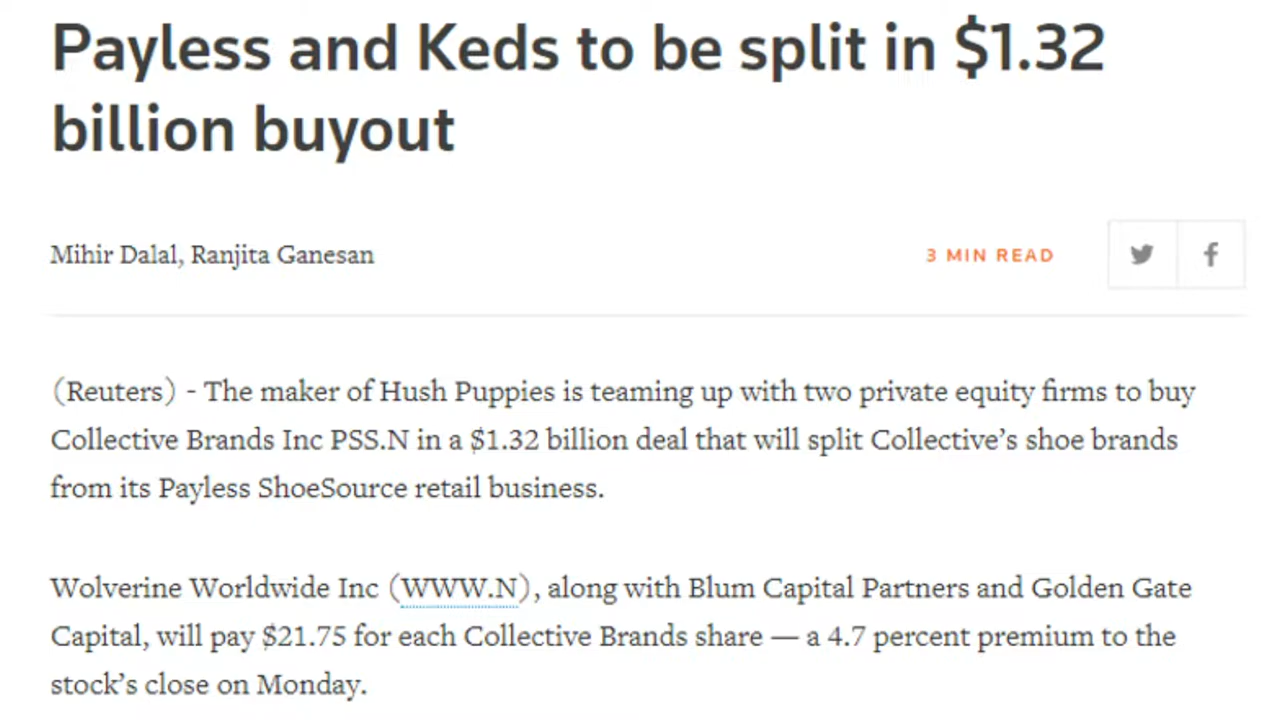 Payless and Keds to be split in $1.32
billion buyout
Mihir Dalal, Ranjita Ganesan
3 MIN READ
(Reuters) - The maker of Hush Puppies is teaming up with two private equity firms to buy
Collective Brands Inc PSS.N in a $1.32 billion deal that will split Collective’s shoe brands
from its Payless ShoeSource retail business.
Wolverine Worldwide Inc (WWW.N), along with Blum Capital Partners and Golden Gate
Capital, will pay $21.75 for each Collective Brands share — a 4.7 percent premium to the
stock’s close on Monday.